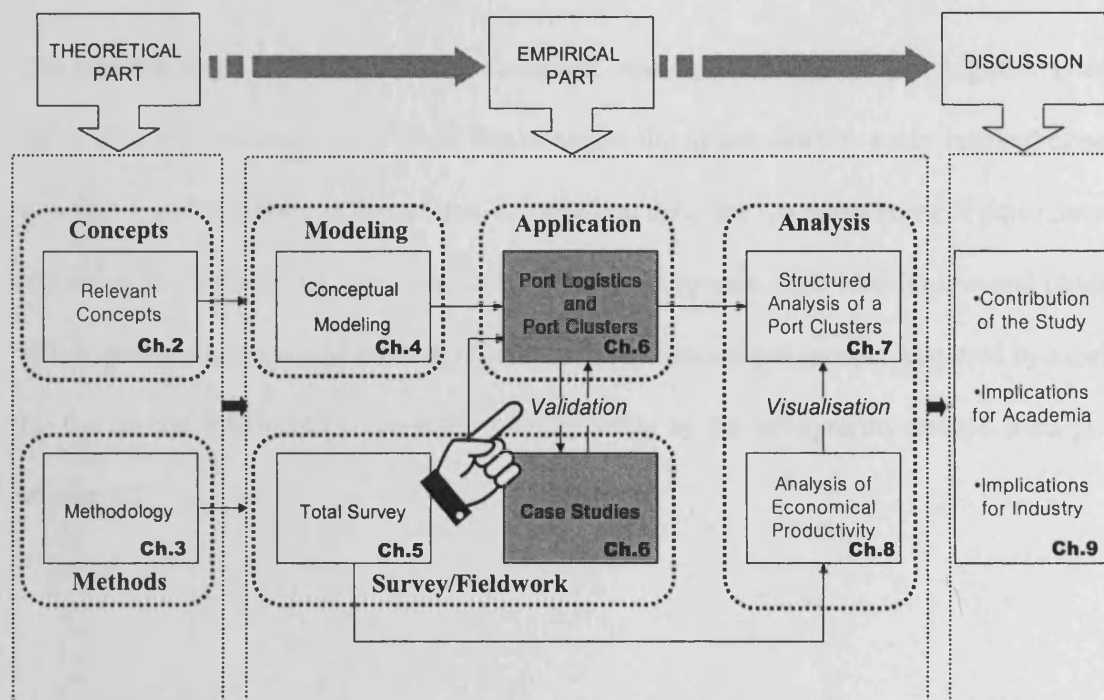 THEORETICAL
PART
EMPIRICAL
PART
DISCUSSION
Concepts
Relevant
Concepts
Ch.2
Methodology
Ch.3
Methods
Modeling
Conceptual
Modeling
Ch.4
Application
Port Logistics
and
Port Clusters
Ch.6
Validation
Total Survey
Ch.5
Case Studies
Ch.6
Survey/Fieldwork
Analysis
Structured
Analysis of a
Port Clusters
Ch.7
Visualisation
Analysis of
Economical
Productivity
Ch.8
•Contribution
of the Study
•Implications
for Academia
•Implications
for Industry
Ch.9